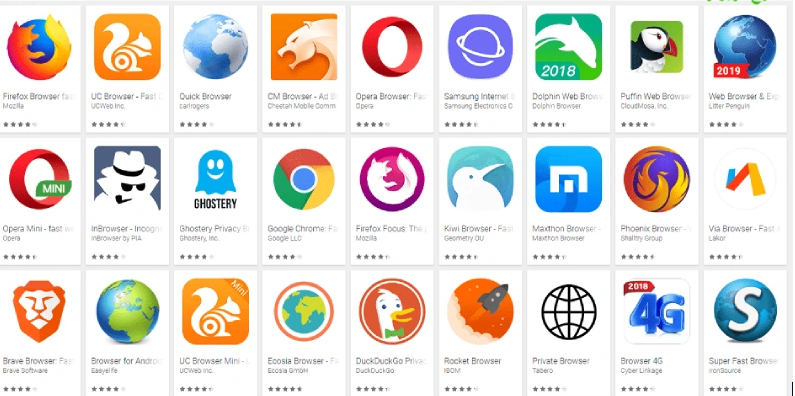 Firefox Browser fas
Mozilla
UC Browser - Fast D
UCWeb Inc.
Quick Browser
carlrogers
CM Browser - Ad B
Cheetah Mobile Comm
Opera Browser: Fas
Opera
Samsung Internet B
Samsung Electronics C
2018
Dolphin Web Brows
Dolphin Browser
Puffin Web Browser
CloudMosa, Inc.
2019
Web Browser & Exp
Litter Penguin
MINI
Opera Mini - fast w
Opera
InBrowser - Incogn
InBrowser by PIA
GHOSTERY
Ghostery Privacy Br
Ghostery, Inc.
Google Chrome: Fa
Google LLC
Firefox Focus: The
Mozilla
Kiwi Browser - Fast
Geometry OU
Maxthon Browser -
Maxthon Browser
Phoenix Browser -
Shalltry Group
Via Browser - Fast
Lakor
Brave Browser: Fas
Brave Software
Browser for Androi
Easyelife
Mini
UC Browser Mini -
UCWeb Inc.
Ecosia Browser - Fa
Ecosia GmbH
DuckDuckGo Privac
DuckDuckGo
Rocket Browser
Private Browser
Tabero
2018
4G
Browser 4G
Cyber Linkage
S
Super Fast Browser
IronSource